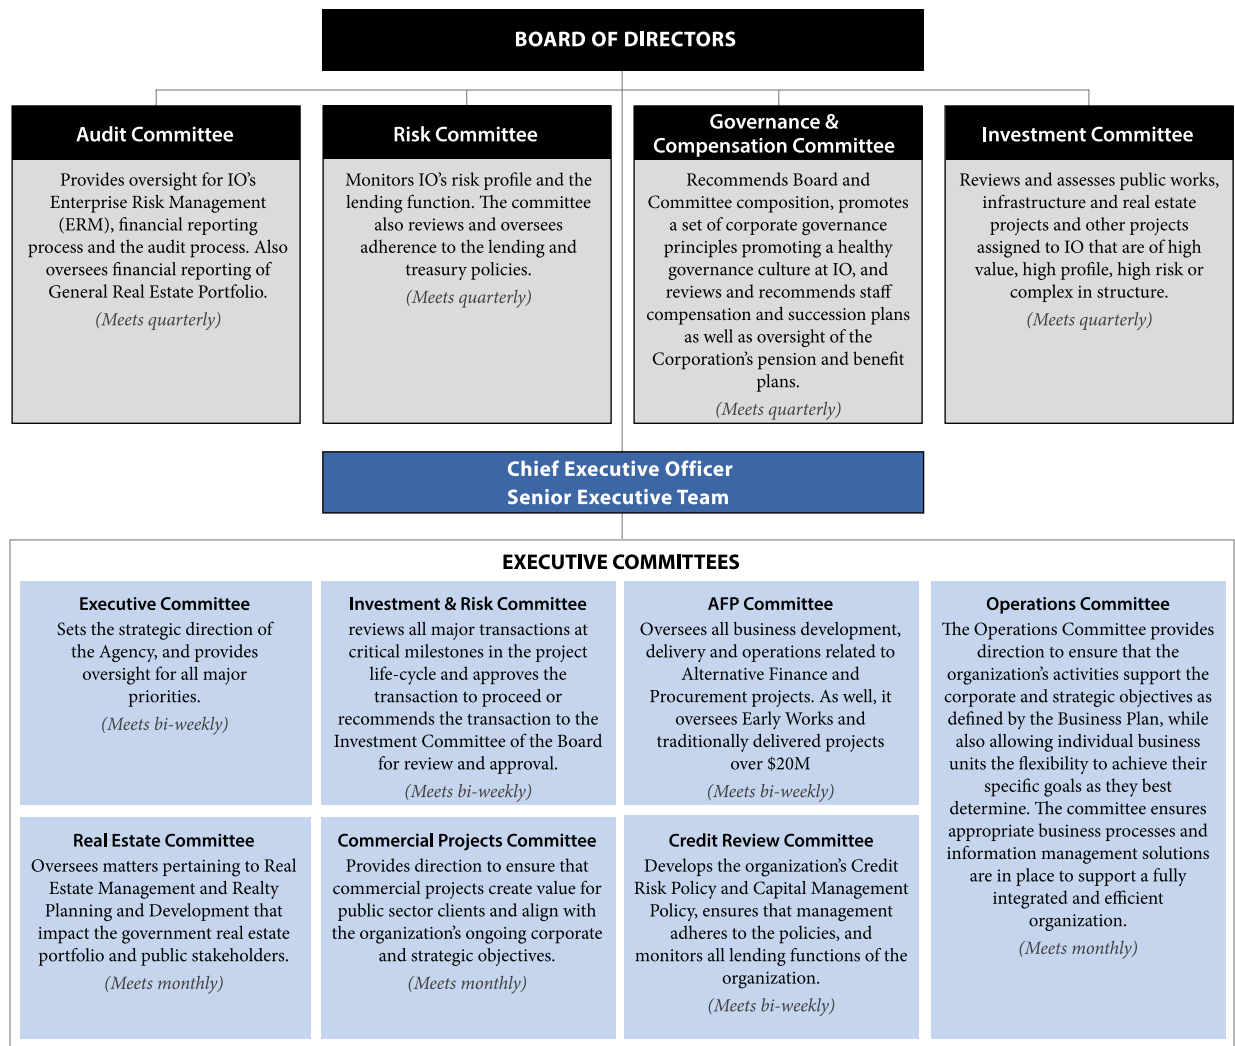 BOARD OF DIRECTORS
Audit Committee
Provides oversight for IO’s
Enterprise Risk Management
(ERM), financial reporting
process and the audit process. Also
oversees financial reporting of
General Real Estate Portfolio.
(Meets quarterly)
Risk Committee
Monitors IO’s risk profile and the
lending function. The committee
also reviews and oversees
adherence to the lending and
treasury policies.
(Meets quarterly)
Governance &
Compensation Committee
Recommends Board and
Committee composition, promotes
a set of corporate governance
principles promoting a healthy
governance culture at IO, and
reviews and recommends staff
compensation and succession plans
as well as oversight of the
Corporation’s pension and benefit
plans.
(Meets quarterly)
Investment Committee
Reviews and assesses public works,
infrastructure and real estate
projects and other projects
assigned to IO that are of high
value, high profile, high risk or
complex in structure.
(Meets quarterly)
Chief Executive Officer
Senior Executive Team
EXECUTIVE COMMITTEES
Executive Committee
Sets the strategic direction of
the Agency, and provides
oversight for all major
priorities.
(Meets bi-weekly)
Investment & Risk Committee
reviews all major transactions at
critical milestones in the project
life-cycle and approves the
transaction to proceed or
recommends the transaction to the
Investment Committee of the Board
for review and approval.
(Meets bi-weekly)
AFP Committee
Oversees all business development,
delivery and operations related to
Alternative Finance and
Procurement projects. As well, it
oversees Early Works and
traditionally delivered projects
over $20M
(Meets bi-weekly)
Operations Committee
The Operations Committee provides
direction to ensure that the
organization’s activities support the
corporate and strategic objectives as
defined by the Business Plan, while
also allowing individual business
units the flexibility to achieve their
specific goals as they best
determine. The committee ensures
appropriate business processes and
information management solutions
are in place to support a fully
integrated and efficient
organization.
(Meets monthly)
Real Estate Committee
Oversees matters pertaining to Real
Estate Management and Realty
Planning and Development that
impact the government real estate
portfolio and public stakeholders.
(Meets monthly)
Commercial Projects Committee
Provides direction to ensure that
commercial projects create value for
public sector clients and align with
the organization’s ongoing corporate
and strategic objectives.
(Meets monthly)
Credit Review Committee
Develops the organization’s Credit
Risk Policy and Capital Management
Policy, ensures that management
adheres to the policies, and
monitors all lending functions of the
organization.
(Meets bi-weekly)